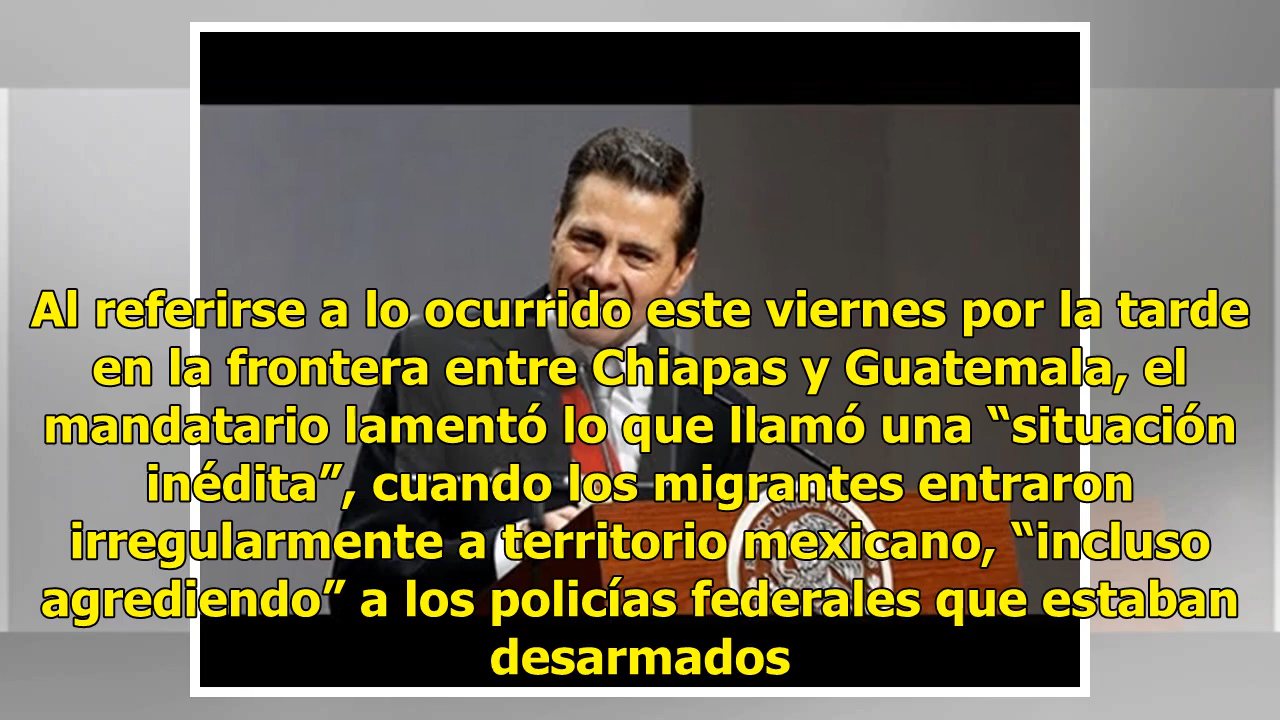 Al referirse a lo ocurrido este viernes por la tarde
en la frontera entre Chiapas y Guatemala, el
mandatario lamentó lo que llamó una “situación
inédita”, cuando los migrantes entraron
irregularmente a territorio mexicano, “incluso
agrediendo” a los policías federales que estaban
desarmados